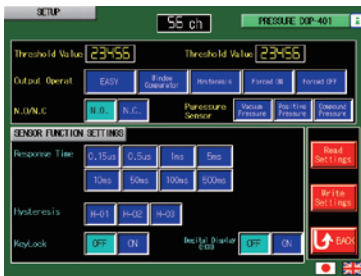 SETUP
56 ch
PRESSURE DOP-401
Threshold Value 23456 Threshold Value 23456
Output Operat EASY Window Comparator Hysteresis Forced ON Forced OFF
N.O/N.C N.O. N.C. Puressure Sensor Vacuum Pressure Positive Pressure Compound Pressure
SENSOR FUNCTION SETTINGS
Response Time 0.15us 0.5us 1ms 5ms
10ms 50ms 100ms 500ms
Read Settings
Hysteresis H-01 H-02 H-03
Write Settings
KeyLock OFF ON Decital Display OFF ON
BACK